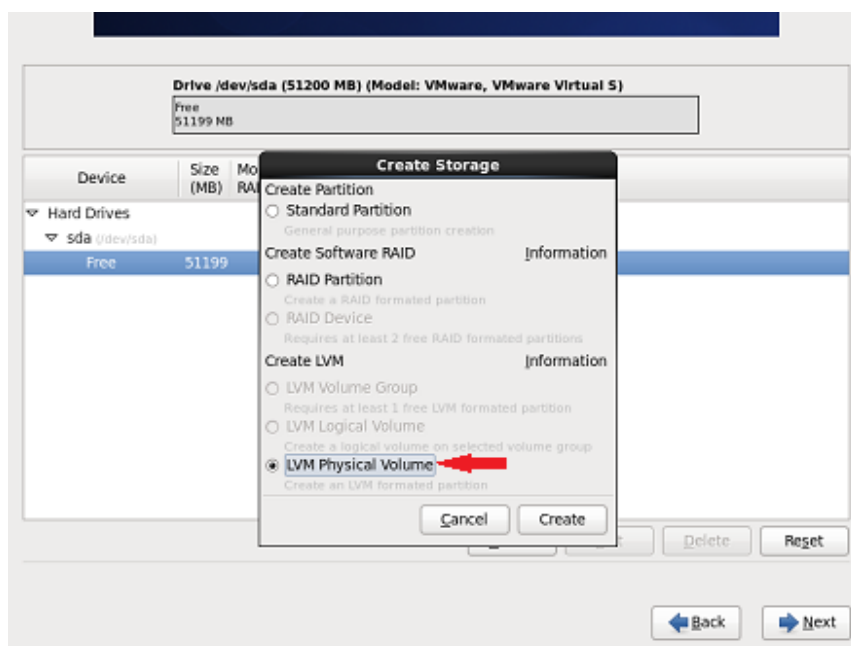 Drive /dev/sda (51200 MB) (Model: VMware, VMware Virtual S)
Free
51199 MB
Device
Size
(MB)
Mo
RAI
Hard Drives
sda (/dev/sda)
Free 51199
Create Storage
Create Partition
Standard Partition
General purpose partition creation
Create Software RAID Information
RAID Partition
Create a RAID formated partition
RAID Device
Requires at least 2 free RAID formated partitions
Create LVM Information
LVM Volume Group
Requires at least 1 free LVM formated partition
LVM Logical Volume
Create a logical volume on selected volume group
LVM Physical Volume
Create an LVM formated partition
Cancel Create
Delete Reset
Back Next